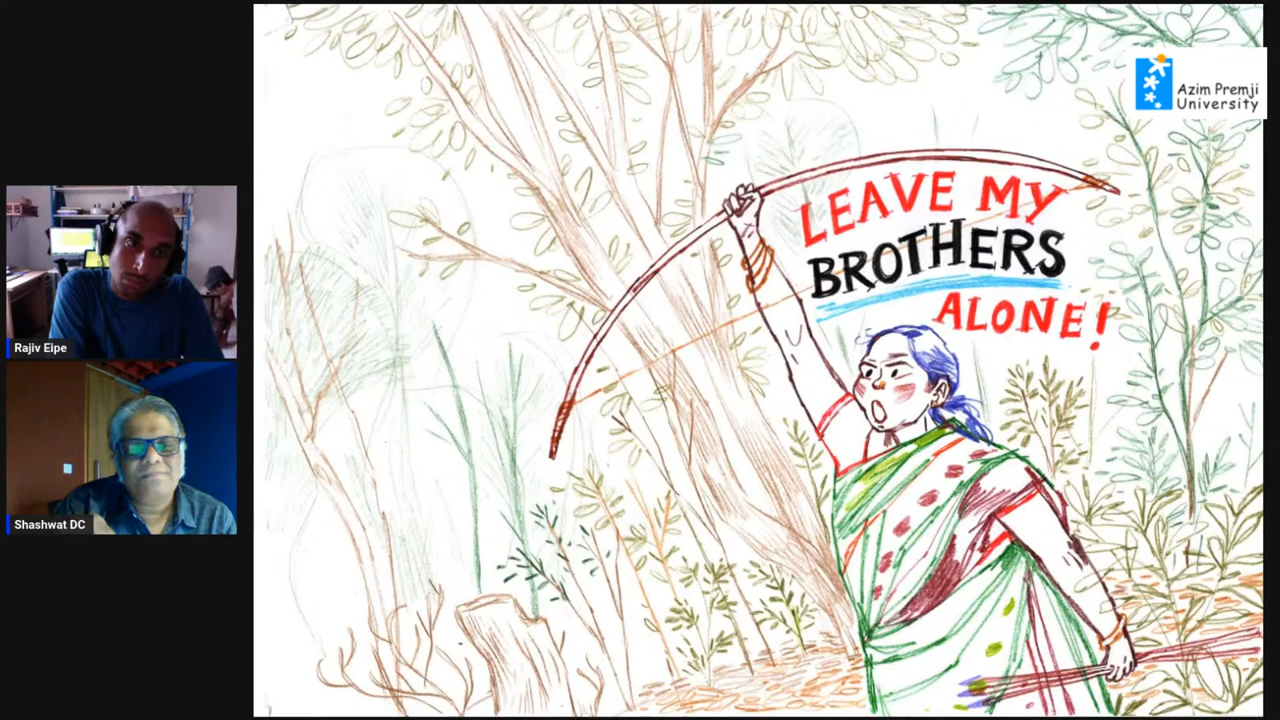 Azim Premji
University
LEAVE MY
BROTHERS
ALONE!
Rajiv Eipe
Shashwat DC